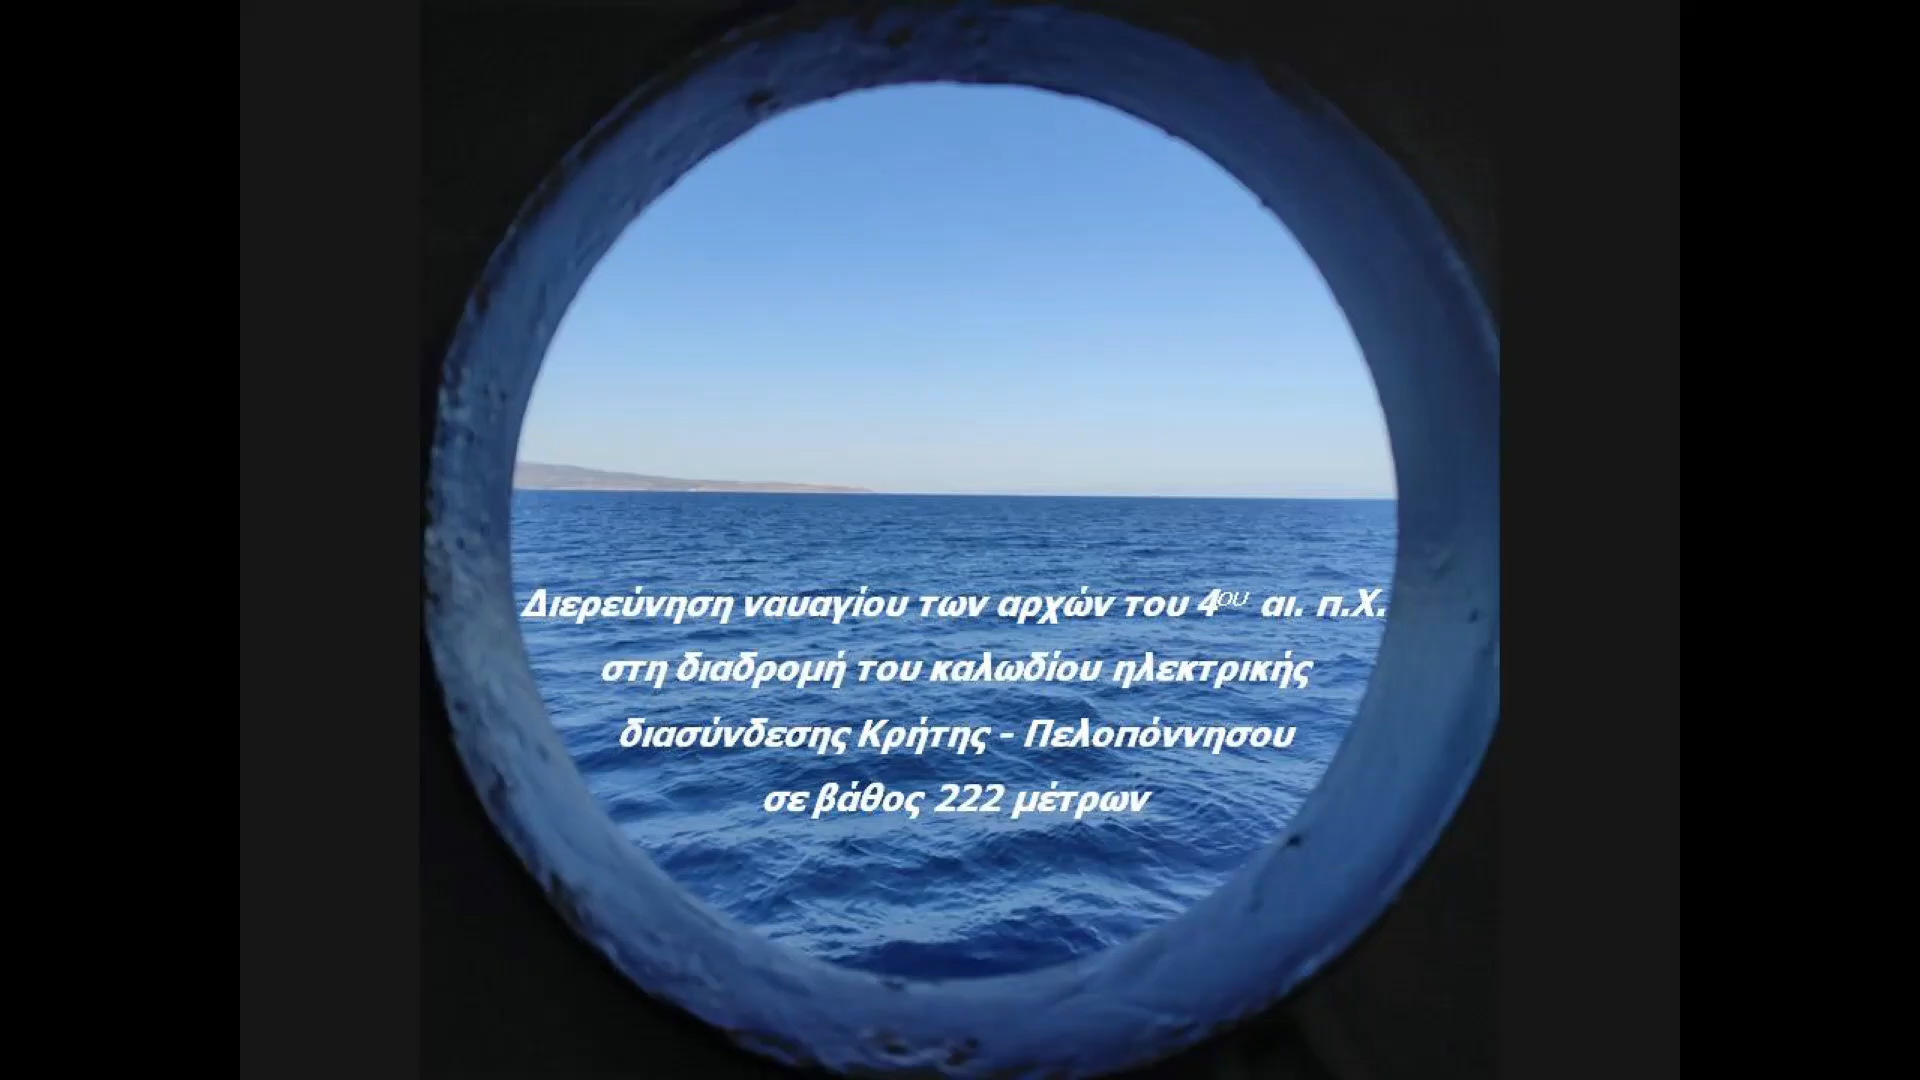 Διερεύνηση ναυαγίου των αρχών του 4ου αι. π.Χ.
στη διαδρομή του καλωδίου ηλεκτρικής
διασύνδεσης Κρήτης - Πελοπόννησου
σε βάθος 222 μέτρων